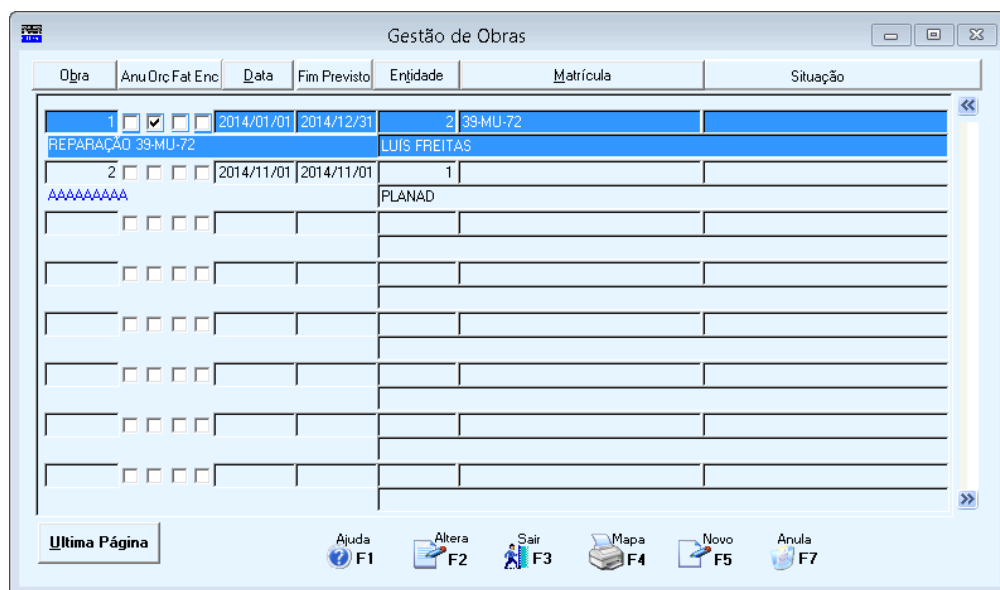 Gestão de Obras
Obra Anu Orç Fat Enc Data Fim Previsto Entidade Matrícula Situação
1 2014/01/01 2014/12/31 2 39-MU-72
REPARAÇÃO 39-MU-72 LUÍS FREITAS
2 2014/11/01 2014/11/01 1
AAAAAAAAA PLANAD
Ultima Página
Ajuda F1
Altera F2
Sair F3
Mapa F4
Novo F5
Anula F7